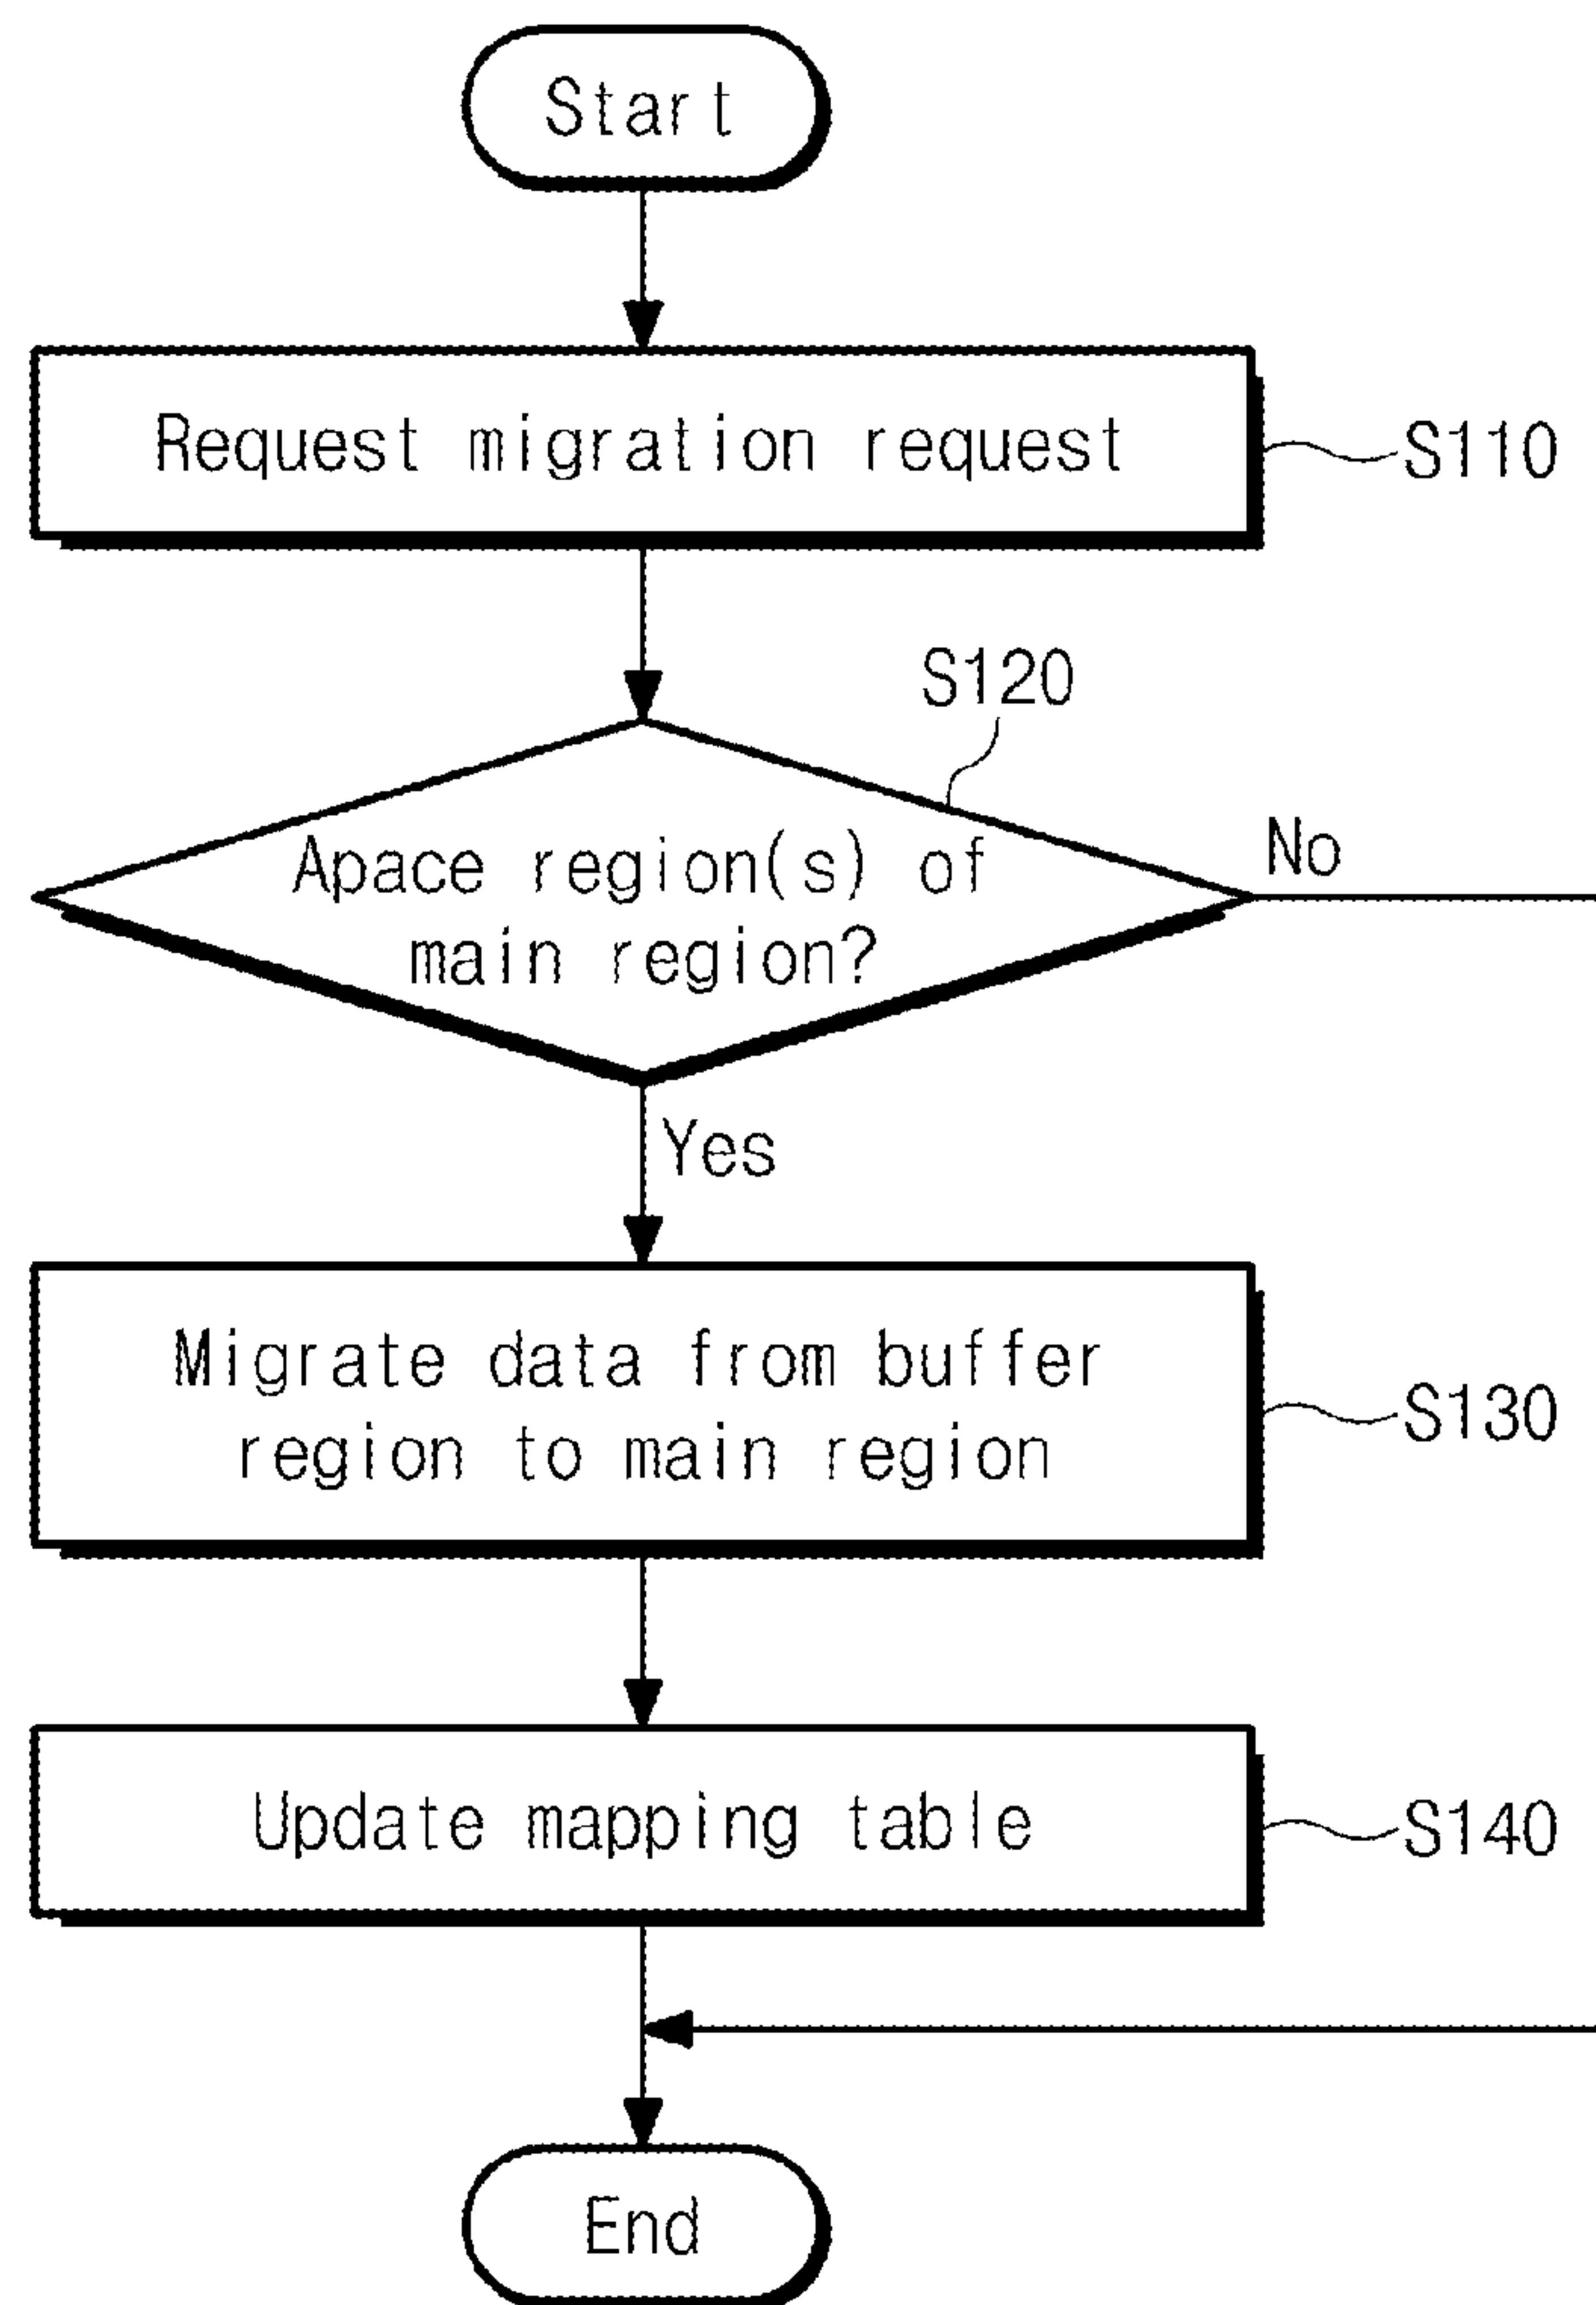 Start
Request migration request
S110
S120
Apace region(s) of
main region?
No
Yes
Migrate data from buffer
region to main region
S130
Update mapping table
S140
End